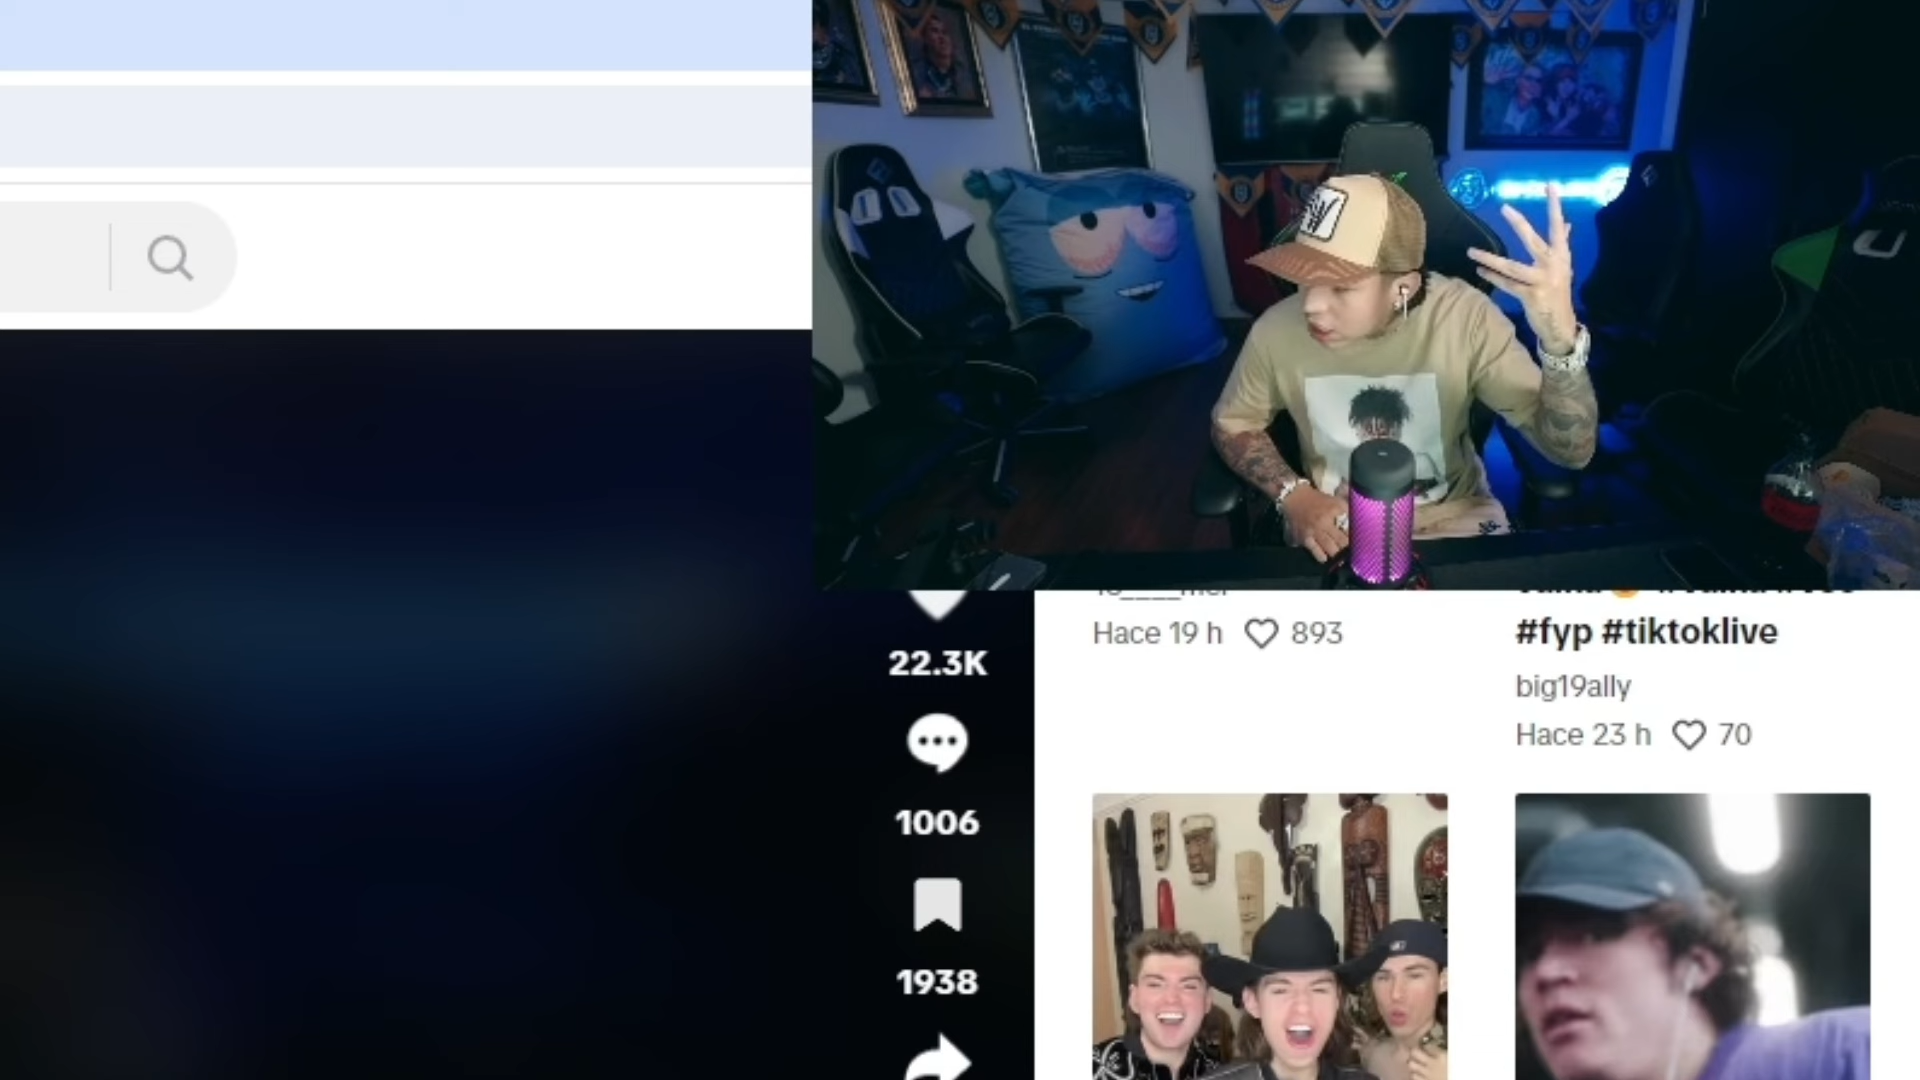 22.3K
1006
1938
Hace 19 h 893
#fyp #tiktoklive
big19ally
Hace 23 h 70